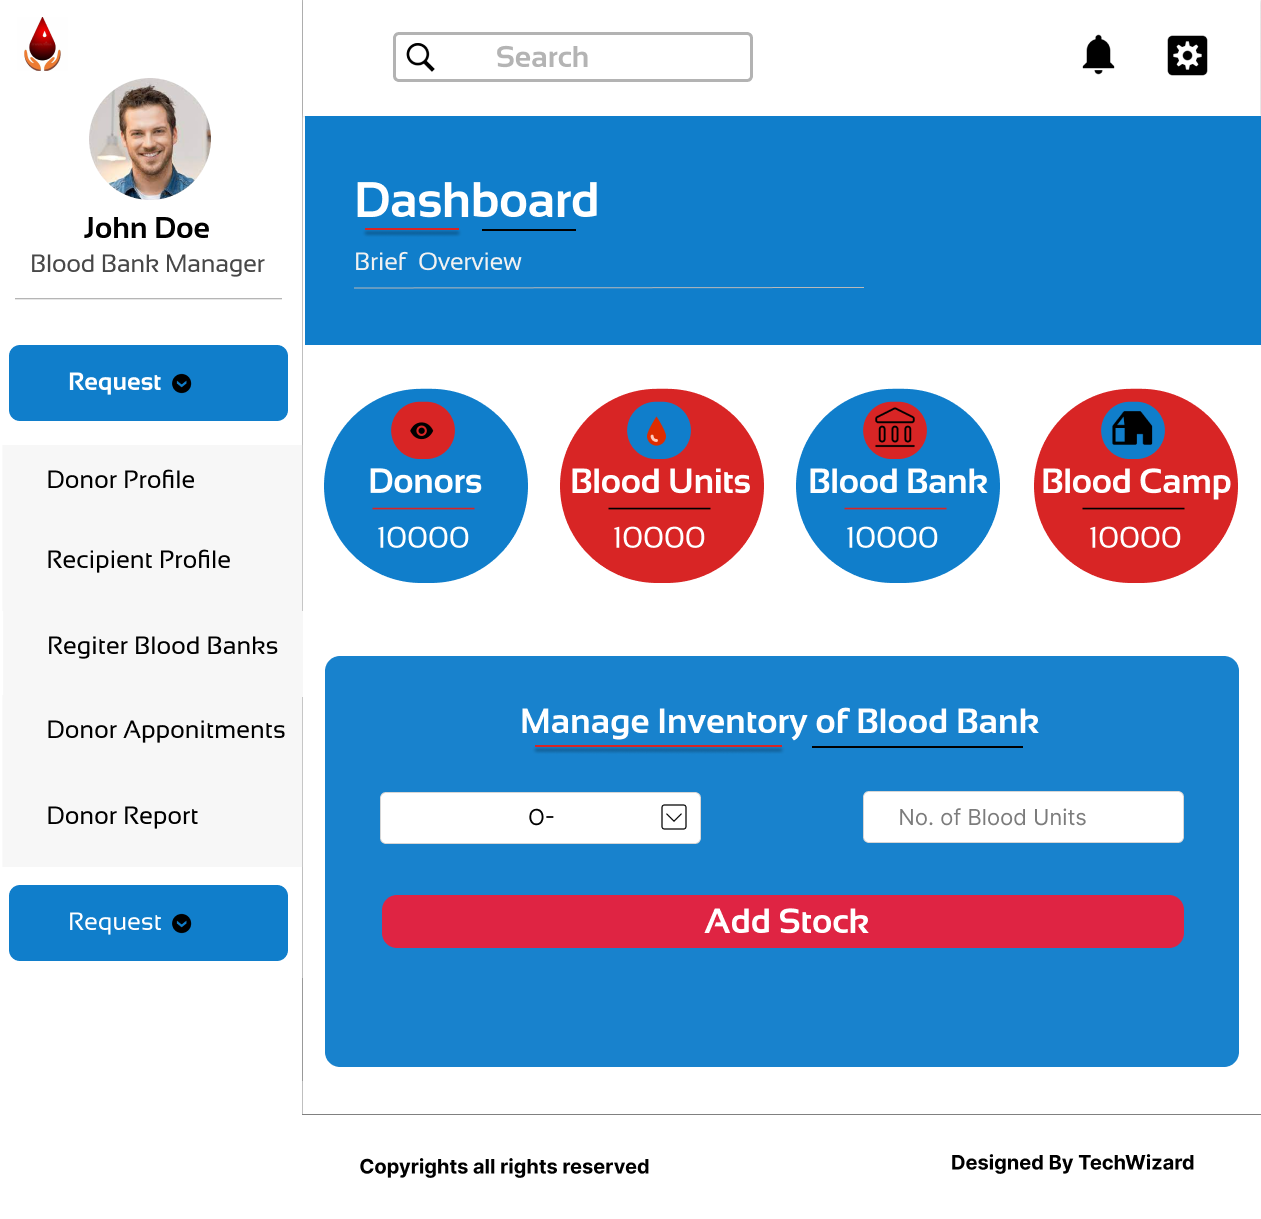 Search
John Doe
Blood Bank Manager
Dashboard
Brief Overview
Request
Donor Profile
Recipient Profile
Regiter Blood Banks
Donor Apponitments
Donor Report
Request
Donors
10000
Blood Units
10000
Blood Bank
10000
Blood Camp
10000
Manage Inventory of Blood Bank
O-
No. of Blood Units
Add Stock
Copyrights all rights reserved
Designed By TechWizard